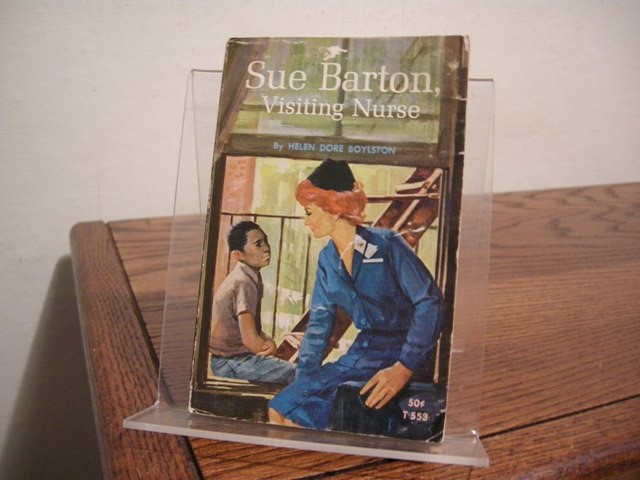 Sue Barton,
Visiting Nurse
By HELEN DORE BOYLSTON
50¢
T 553